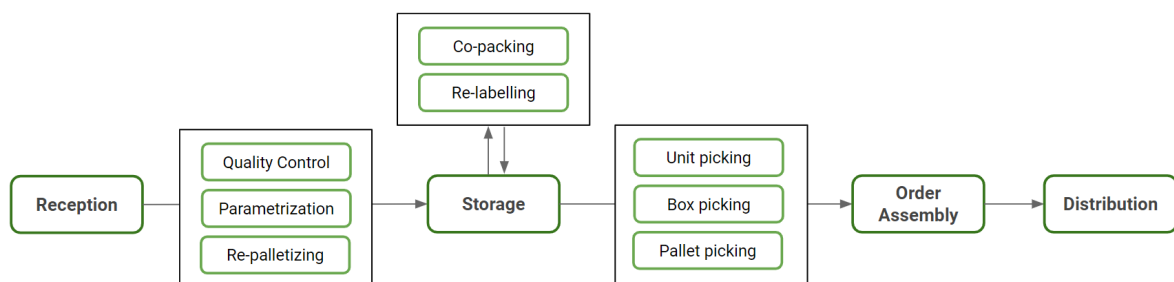 Reception
Quality Control
Parametrization
Re-palletizing
Co-packing
Re-labelling
Storage
Unit picking
Box picking
Pallet picking
Order
Assembly
Distribution